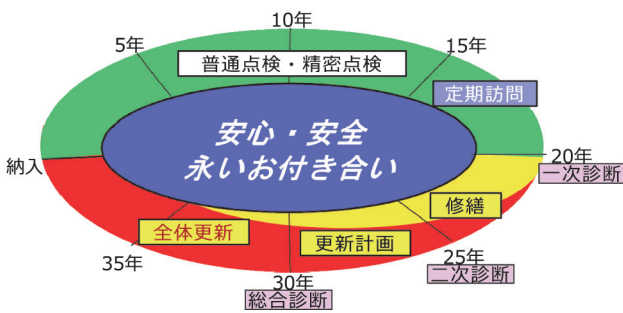 10年
5年
15年
普通点検・精密点検
定期訪問
安心・安全
永いお付き合い
納入
20年
一次診断
修繕
全体更新
更新計画
35年
25年
二次診断
30年
総合診断